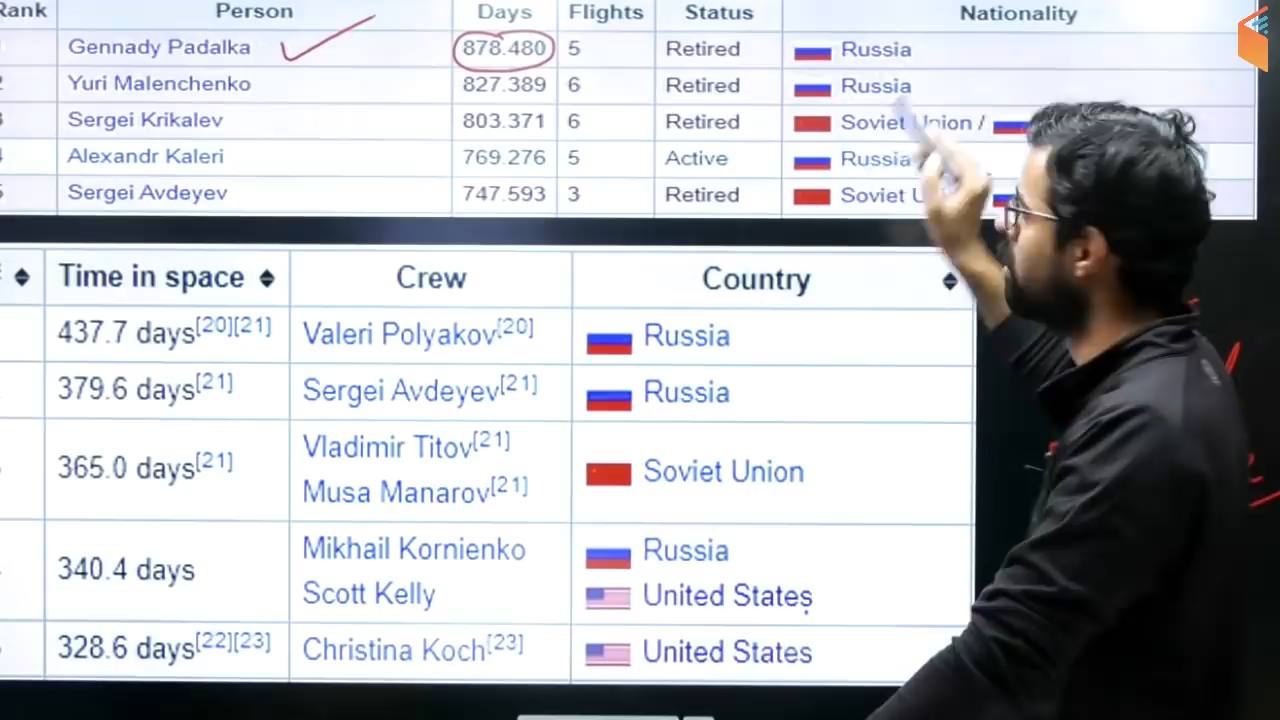 Rank Person Days Flights Status Nationality
Gennady Padalka 878.480 5 Retired Russia
Yuri Malenchenko 827.389 6 Retired Russia
Sergei Krikalev 803.371 6 Retired Soviet Union /
Alexandr Kaleri 769.276 5 Active Russia
Sergei Avdeyev 747.593 3 Retired Soviet
Time in space Crew Country
437.7 days[20][21] Valeri Polyakov[20] Russia
379.6 days[21] Sergei Avdeyev[21] Russia
365.0 days[21] Vladimir Titov[21] Soviet Union
Musa Manarov[21]
340.4 days Mikhail Kornienko Russia
Scott Kelly United States
328.6 days[22][23] Christina Koch[23] United States